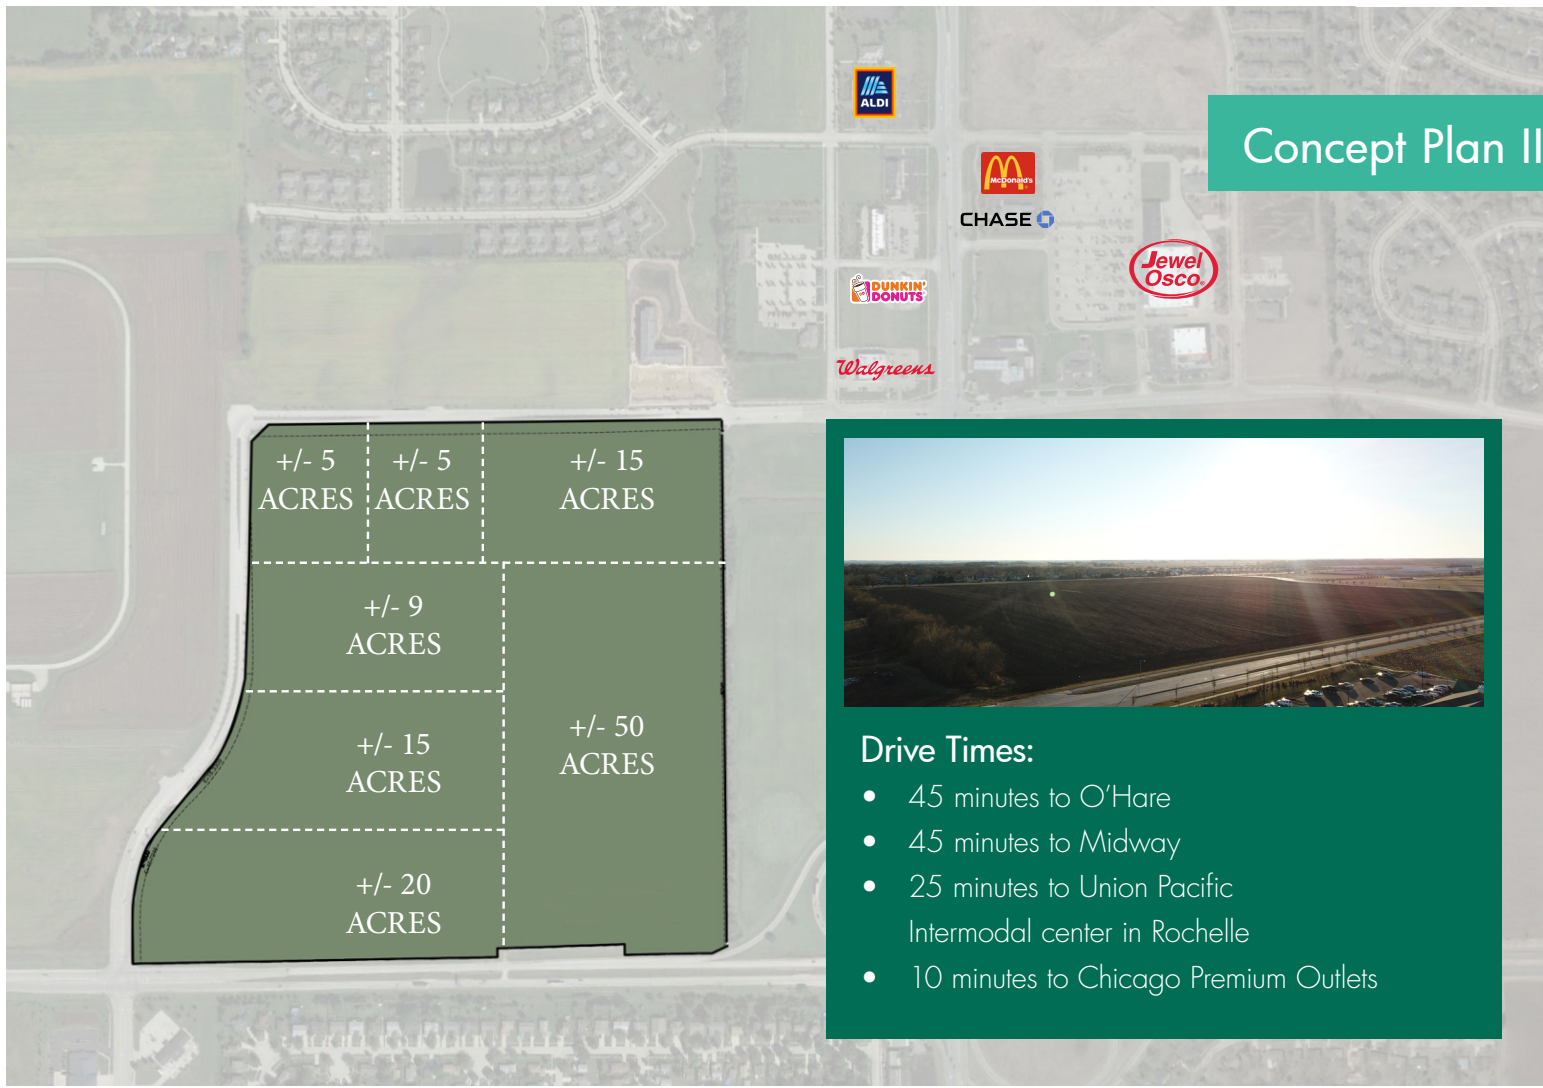 ALDI
Concept Plan II
McDonald's
CHASE
Jewel
Osco
DUNKIN'
DONUTS
Walgreens
+/- 5
ACRES
+/- 5
ACRES
+/- 15
ACRES
+/- 9
ACRES
+/- 15
ACRES
+/- 50
ACRES
+/- 20
ACRES
Drive Times:
• 45 minutes to O’Hare
• 45 minutes to Midway
• 25 minutes to Union Pacific
Intermodal center in Rochelle
• 10 minutes to Chicago Premium Outlets